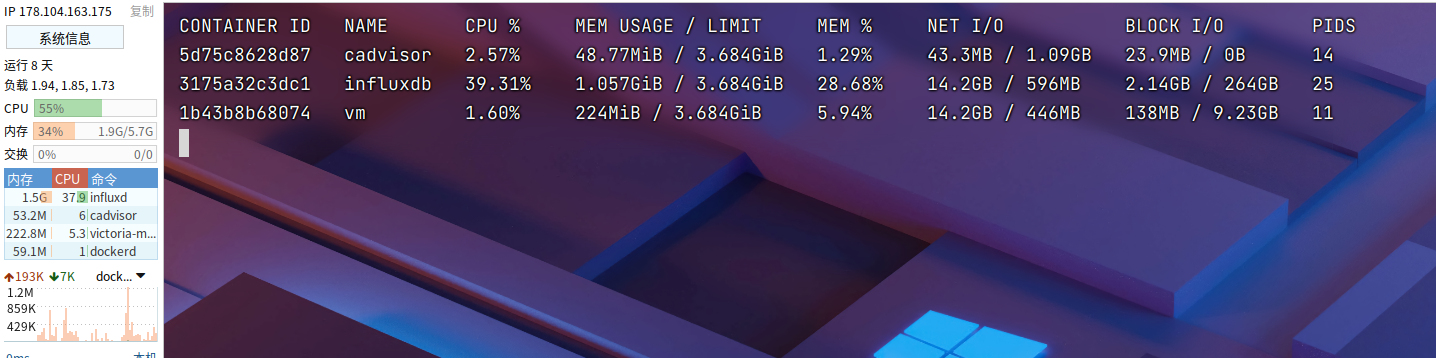 IP 178.104.163.175 复制
系统信息
运行 8 天
负载 1.94, 1.85, 1.73
CPU 55%
内存 34% 1.9G/5.7G
交换 0% 0/0
内存 CPU 命令
1.5G 37.9 influxd
53.2M 6 cadvisor
222.8M 5.3 victoria-m...
59.1M 1 dockerd
193K 7K dock...
1.2M
859K
429K
0ms 本机
CONTAINER ID NAME CPU % MEM USAGE / LIMIT MEM % NET I/O BLOCK I/O PIDS
5d75c8628d87 cadvisor 2.57% 48.77MiB / 3.684GiB 1.29% 43.3MB / 1.09GB 23.9MB / 0B 14
3175a32c3dc1 influxdb 39.31% 1.057GiB / 3.684GiB 28.68% 14.2GB / 596MB 2.14GB / 264GB 25
1b43b8b68074 vm 1.60% 224MiB / 3.684GiB 5.94% 14.2GB / 446MB 138MB / 9.23GB 11